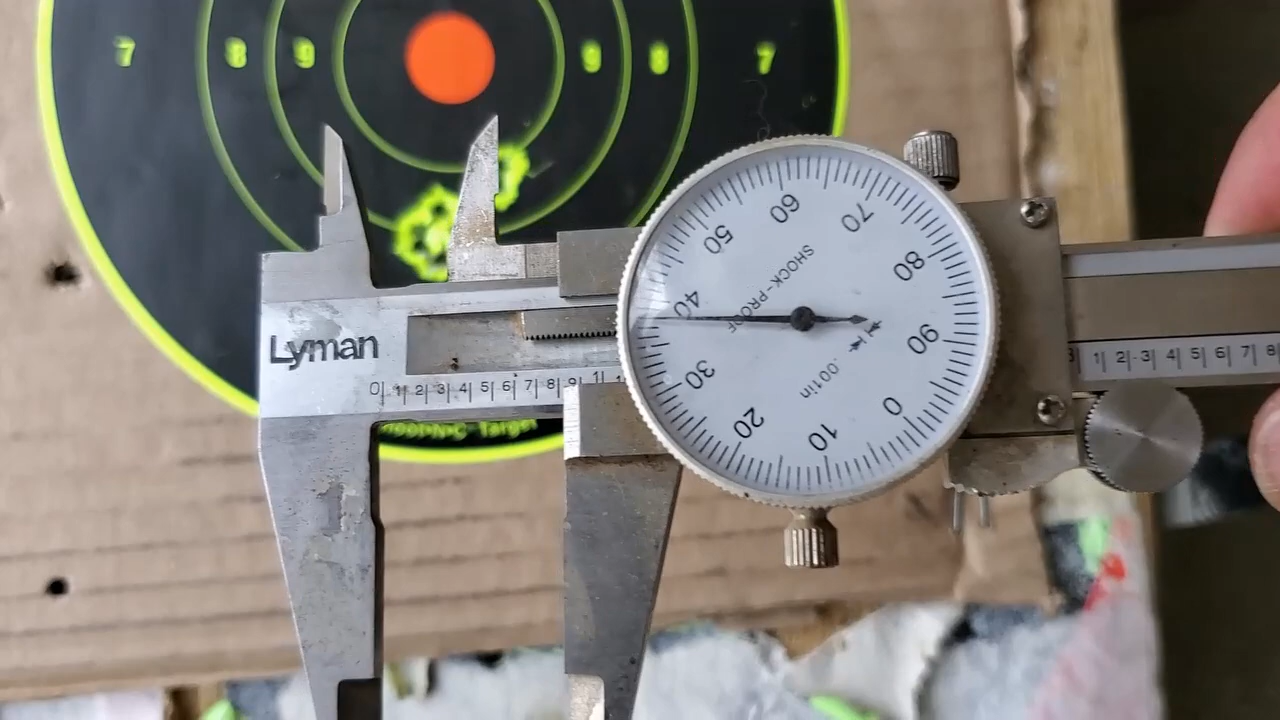 7 8 9 9 8 7
Lyman
0 1 2 3 4 5 6 7 8 9 1
SHOCK-PROOF
.001in
0 10 20 30 40 50 60 70 80 90
1 2 3 4 5 6 7 8
Target